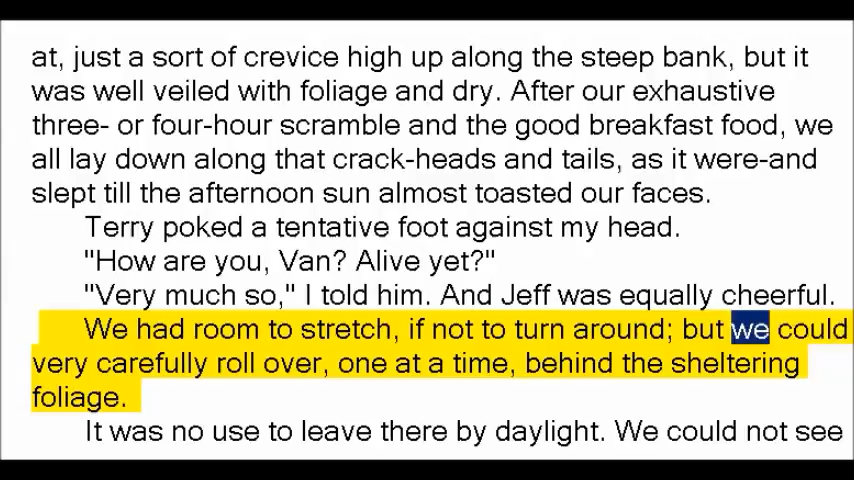 at, just a sort of crevice high up along the steep bank, but it
was well veiled with foliage and dry. After our exhaustive
three- or four-hour scramble and the good breakfast food, we
all lay down along that crack-heads and tails, as it were-and
slept till the afternoon sun almost toasted our faces.
Terry poked a tentative foot against my head.
"How are you, Van? Alive yet?"
"Very much so," I told him. And Jeff was equally cheerful.
We had room to stretch, if not to turn around; but we could
very carefully roll over, one at a time, behind the sheltering
foliage.
It was no use to leave there by daylight. We could not see